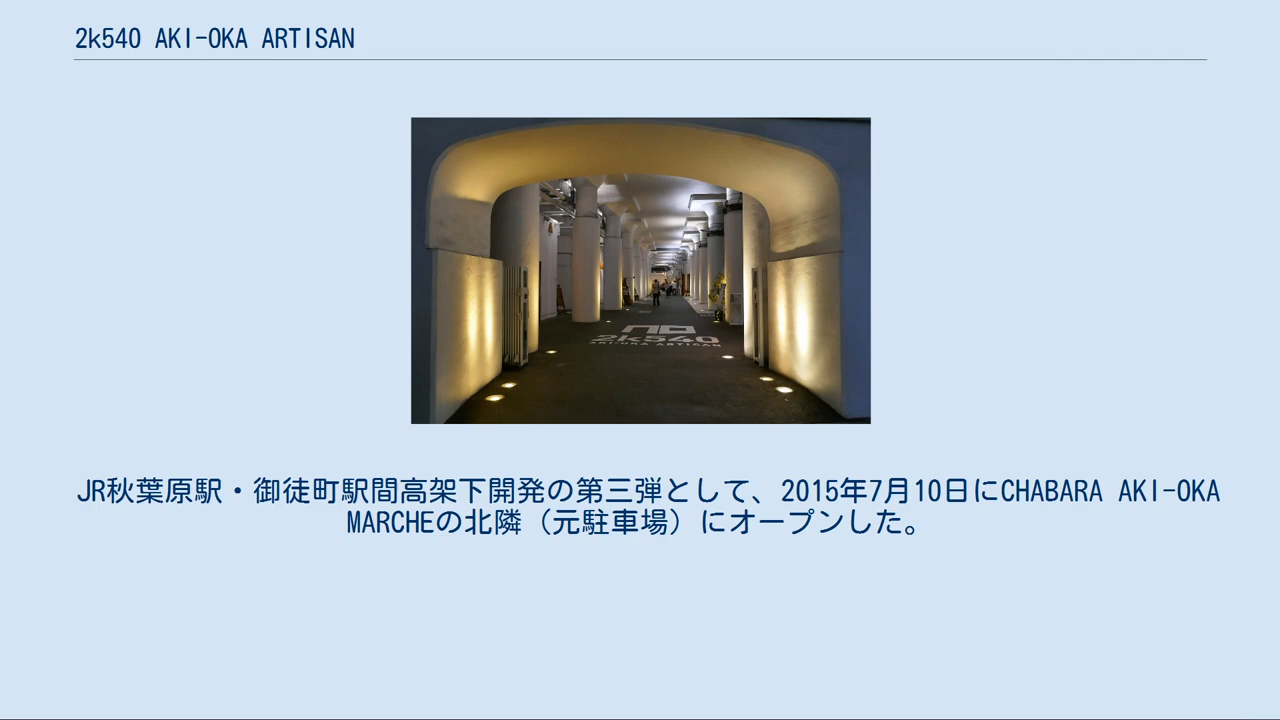 2k540 AKI-OKA ARTISAN
2k540
AKI-OKA ARTISAN
JR秋葉原駅・御徒町駅間高架下開発の第三弾として、2015年7月10日にCHABARA AKI-OKA
MARCHEの北隣（元駐車場）にオープンした。